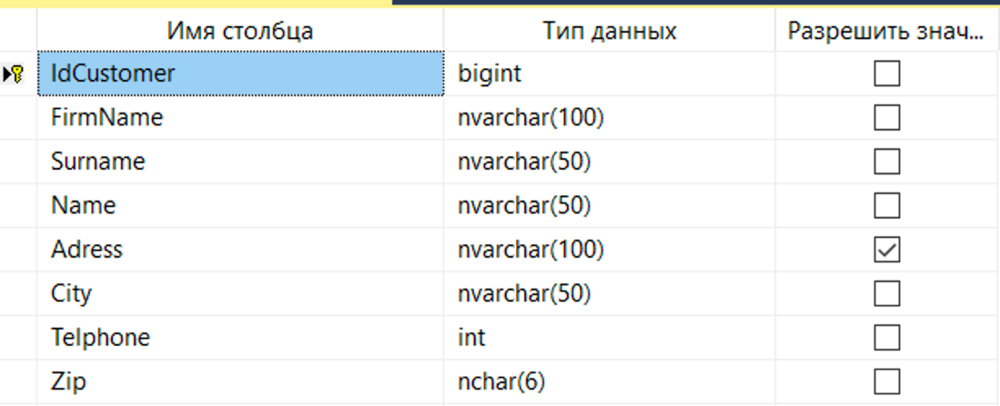 Имя столбца Тип данных Разрешить знач...
IdCustomer bigint
FirmName nvarchar(100)
Surname nvarchar(50)
Name nvarchar(50)
Adress nvarchar(100)
City nvarchar(50)
Telphone int
Zip nchar(6)